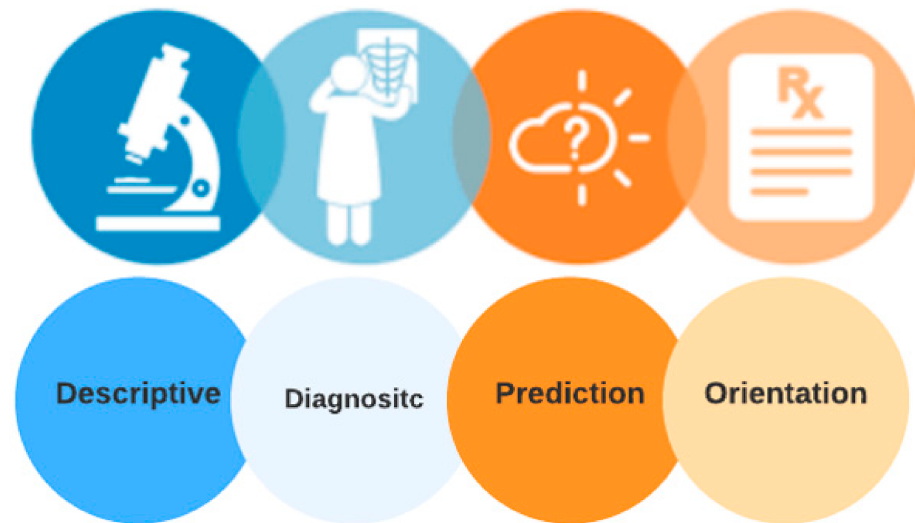 ?
Rx
Descriptive
Diagnositc
Prediction
Orientation